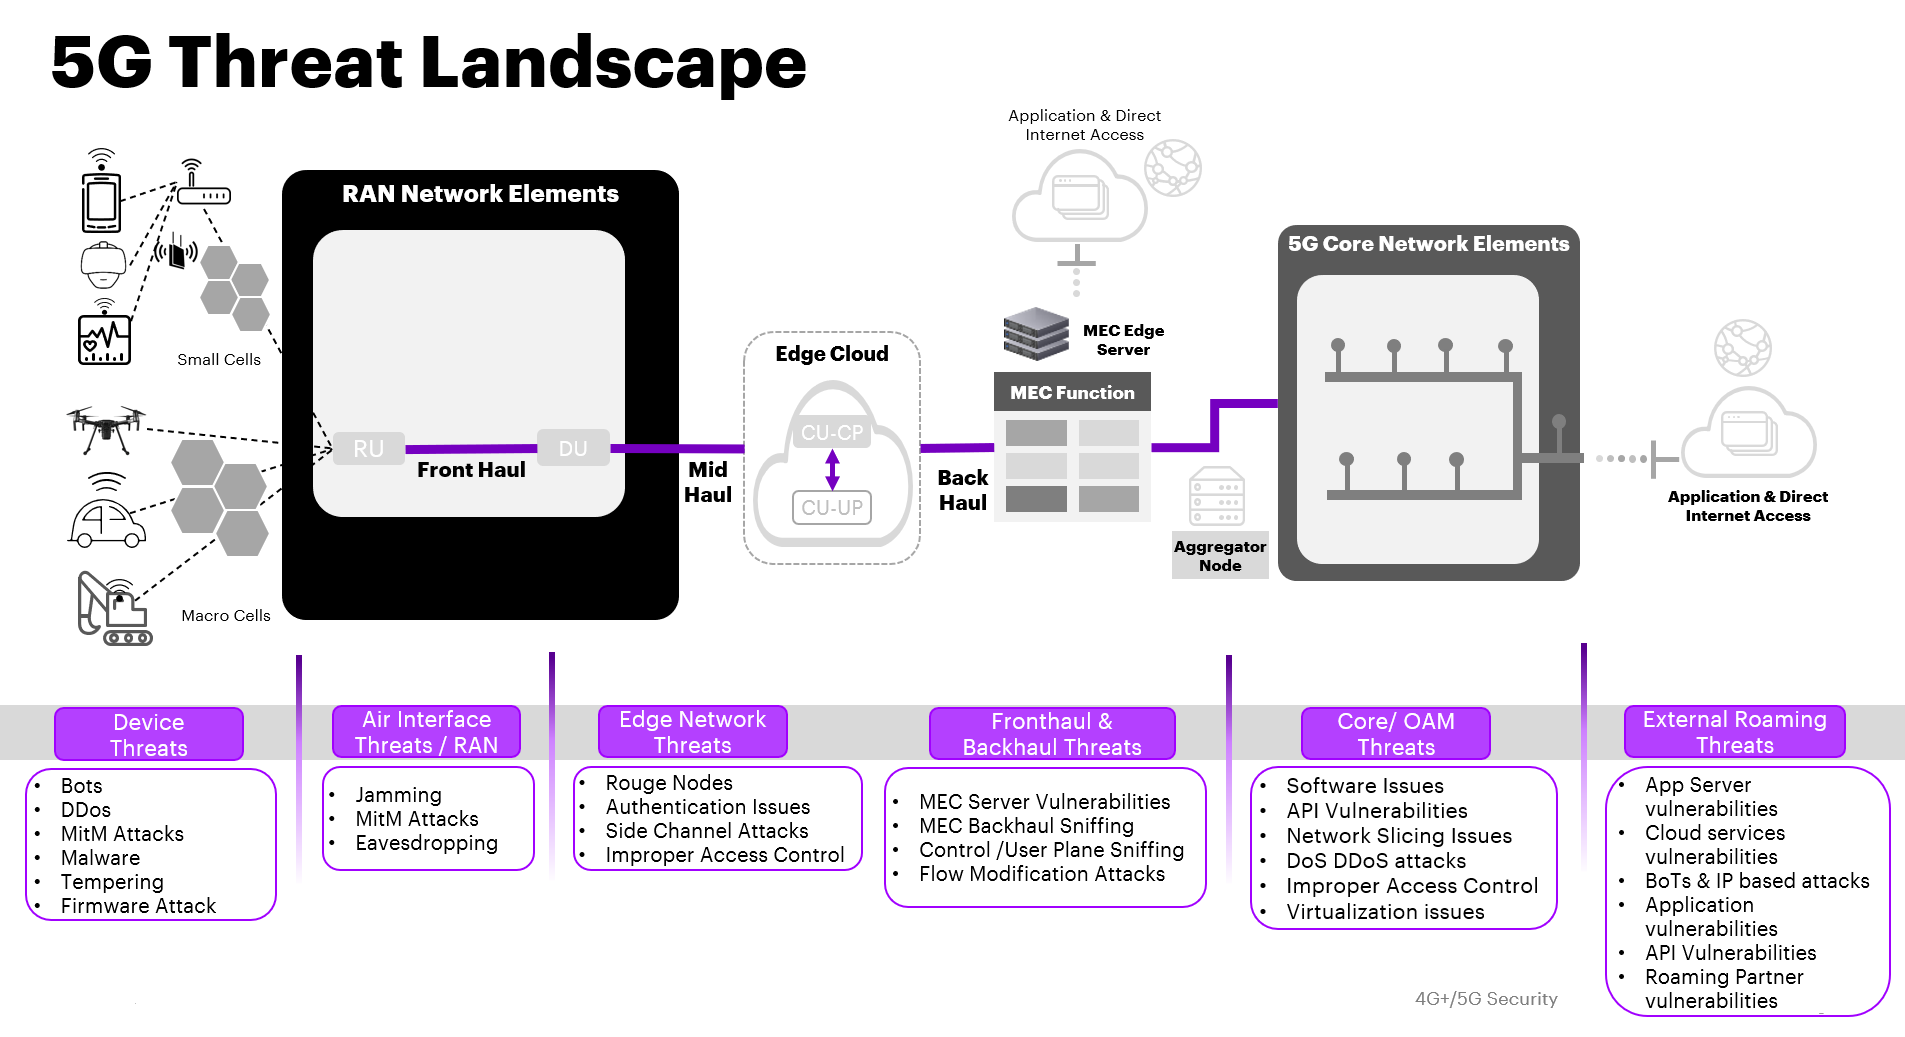 5G Threat Landscape
Application & Direct
Internet Access
RAN Network Elements
5G Core Network Elements
MEC Edge
Server
Small Cells
Edge Cloud
MEC Function
CU-CP
RU
DU
Front Haul
Mid
Haul
Back
Haul
CU-UP
Application & Direct
Internet Access
Aggregator
Node
Macro Cells
Device
Threats
• Bots
• DDos
• MitM Attacks
• Malware
• Tempering
• Firmware Attack
Air Interface
Threats / RAN
• Jamming
• MitM Attacks
• Eavesdropping
Edge Network
Threats
• Rouge Nodes
• Authentication Issues
• Side Channel Attacks
• Improper Access Control
Fronthaul &
Backhaul Threats
• MEC Server Vulnerabilities
• MEC Backhaul Sniffing
• Control /User Plane Sniffing
• Flow Modification Attacks
Core/ OAM
Threats
• Software Issues
• API Vulnerabilities
• Network Slicing Issues
• DoS DDoS attacks
• Improper Access Control
• Virtualization issues
External Roaming
Threats
• App Server
vulnerabilities
• Cloud services
vulnerabilities
• BoTs & IP based attacks
• Application
vulnerabilities
• API Vulnerabilities
• Roaming Partner
vulnerabilities
4G+/5G Security